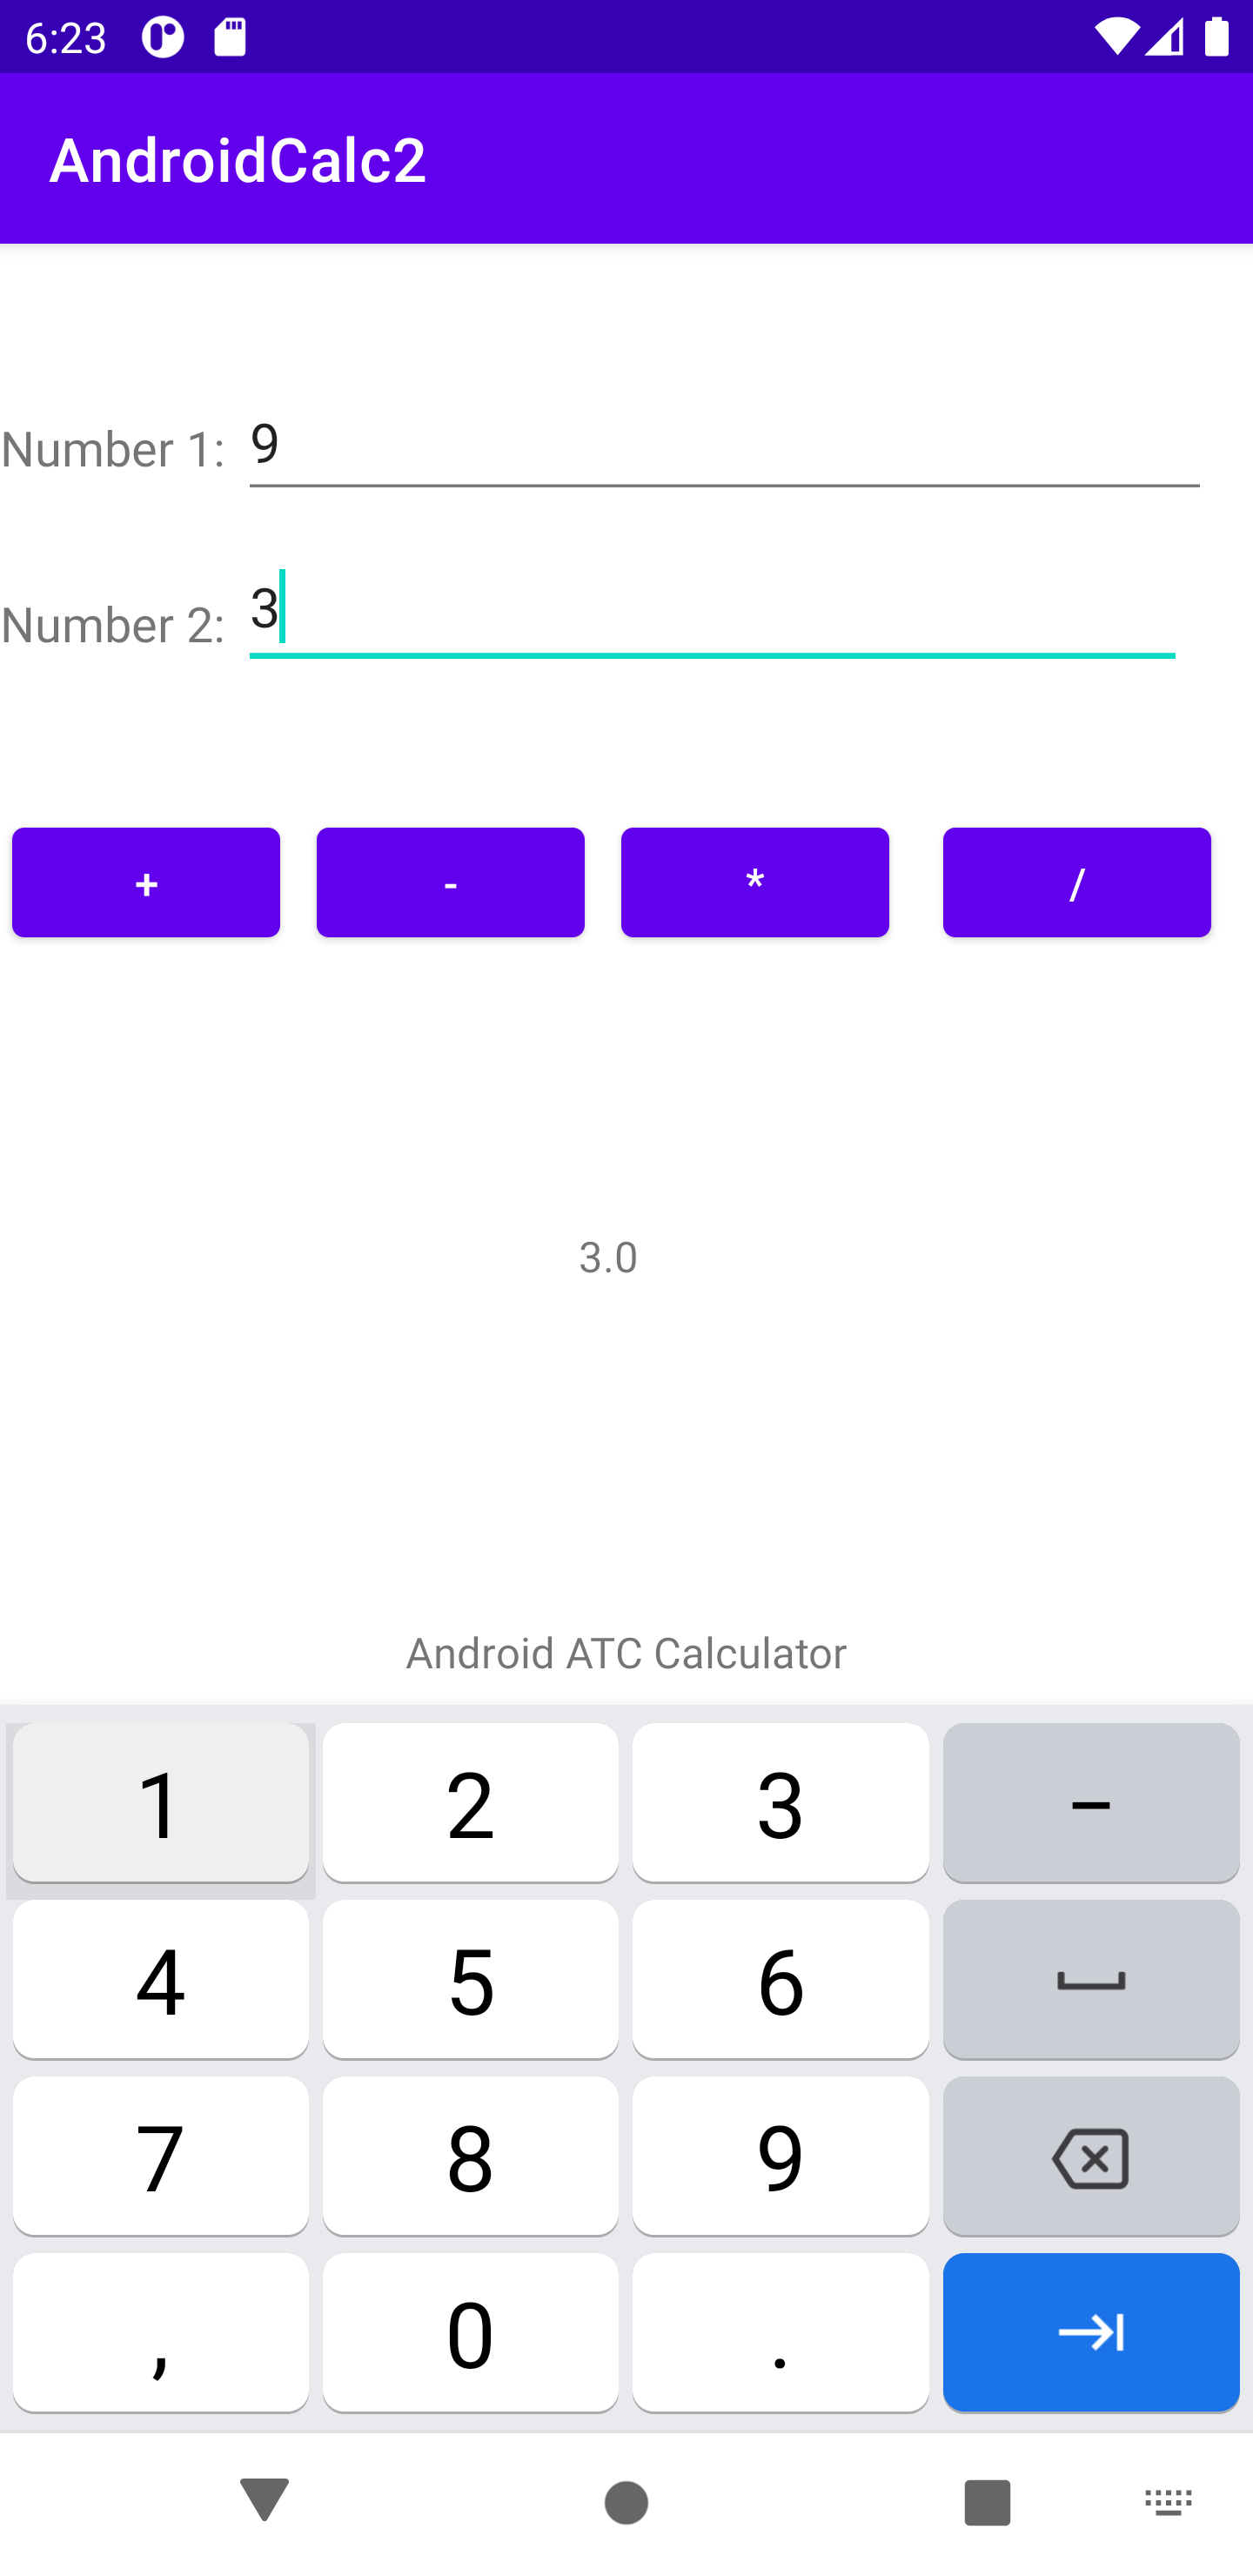 6:23
AndroidCalc2
Number 1: 9
Number 2: 3
+ - * /
3.0
Android ATC Calculator
1 2 3 –
4 5 6
7 8 9
, 0 .